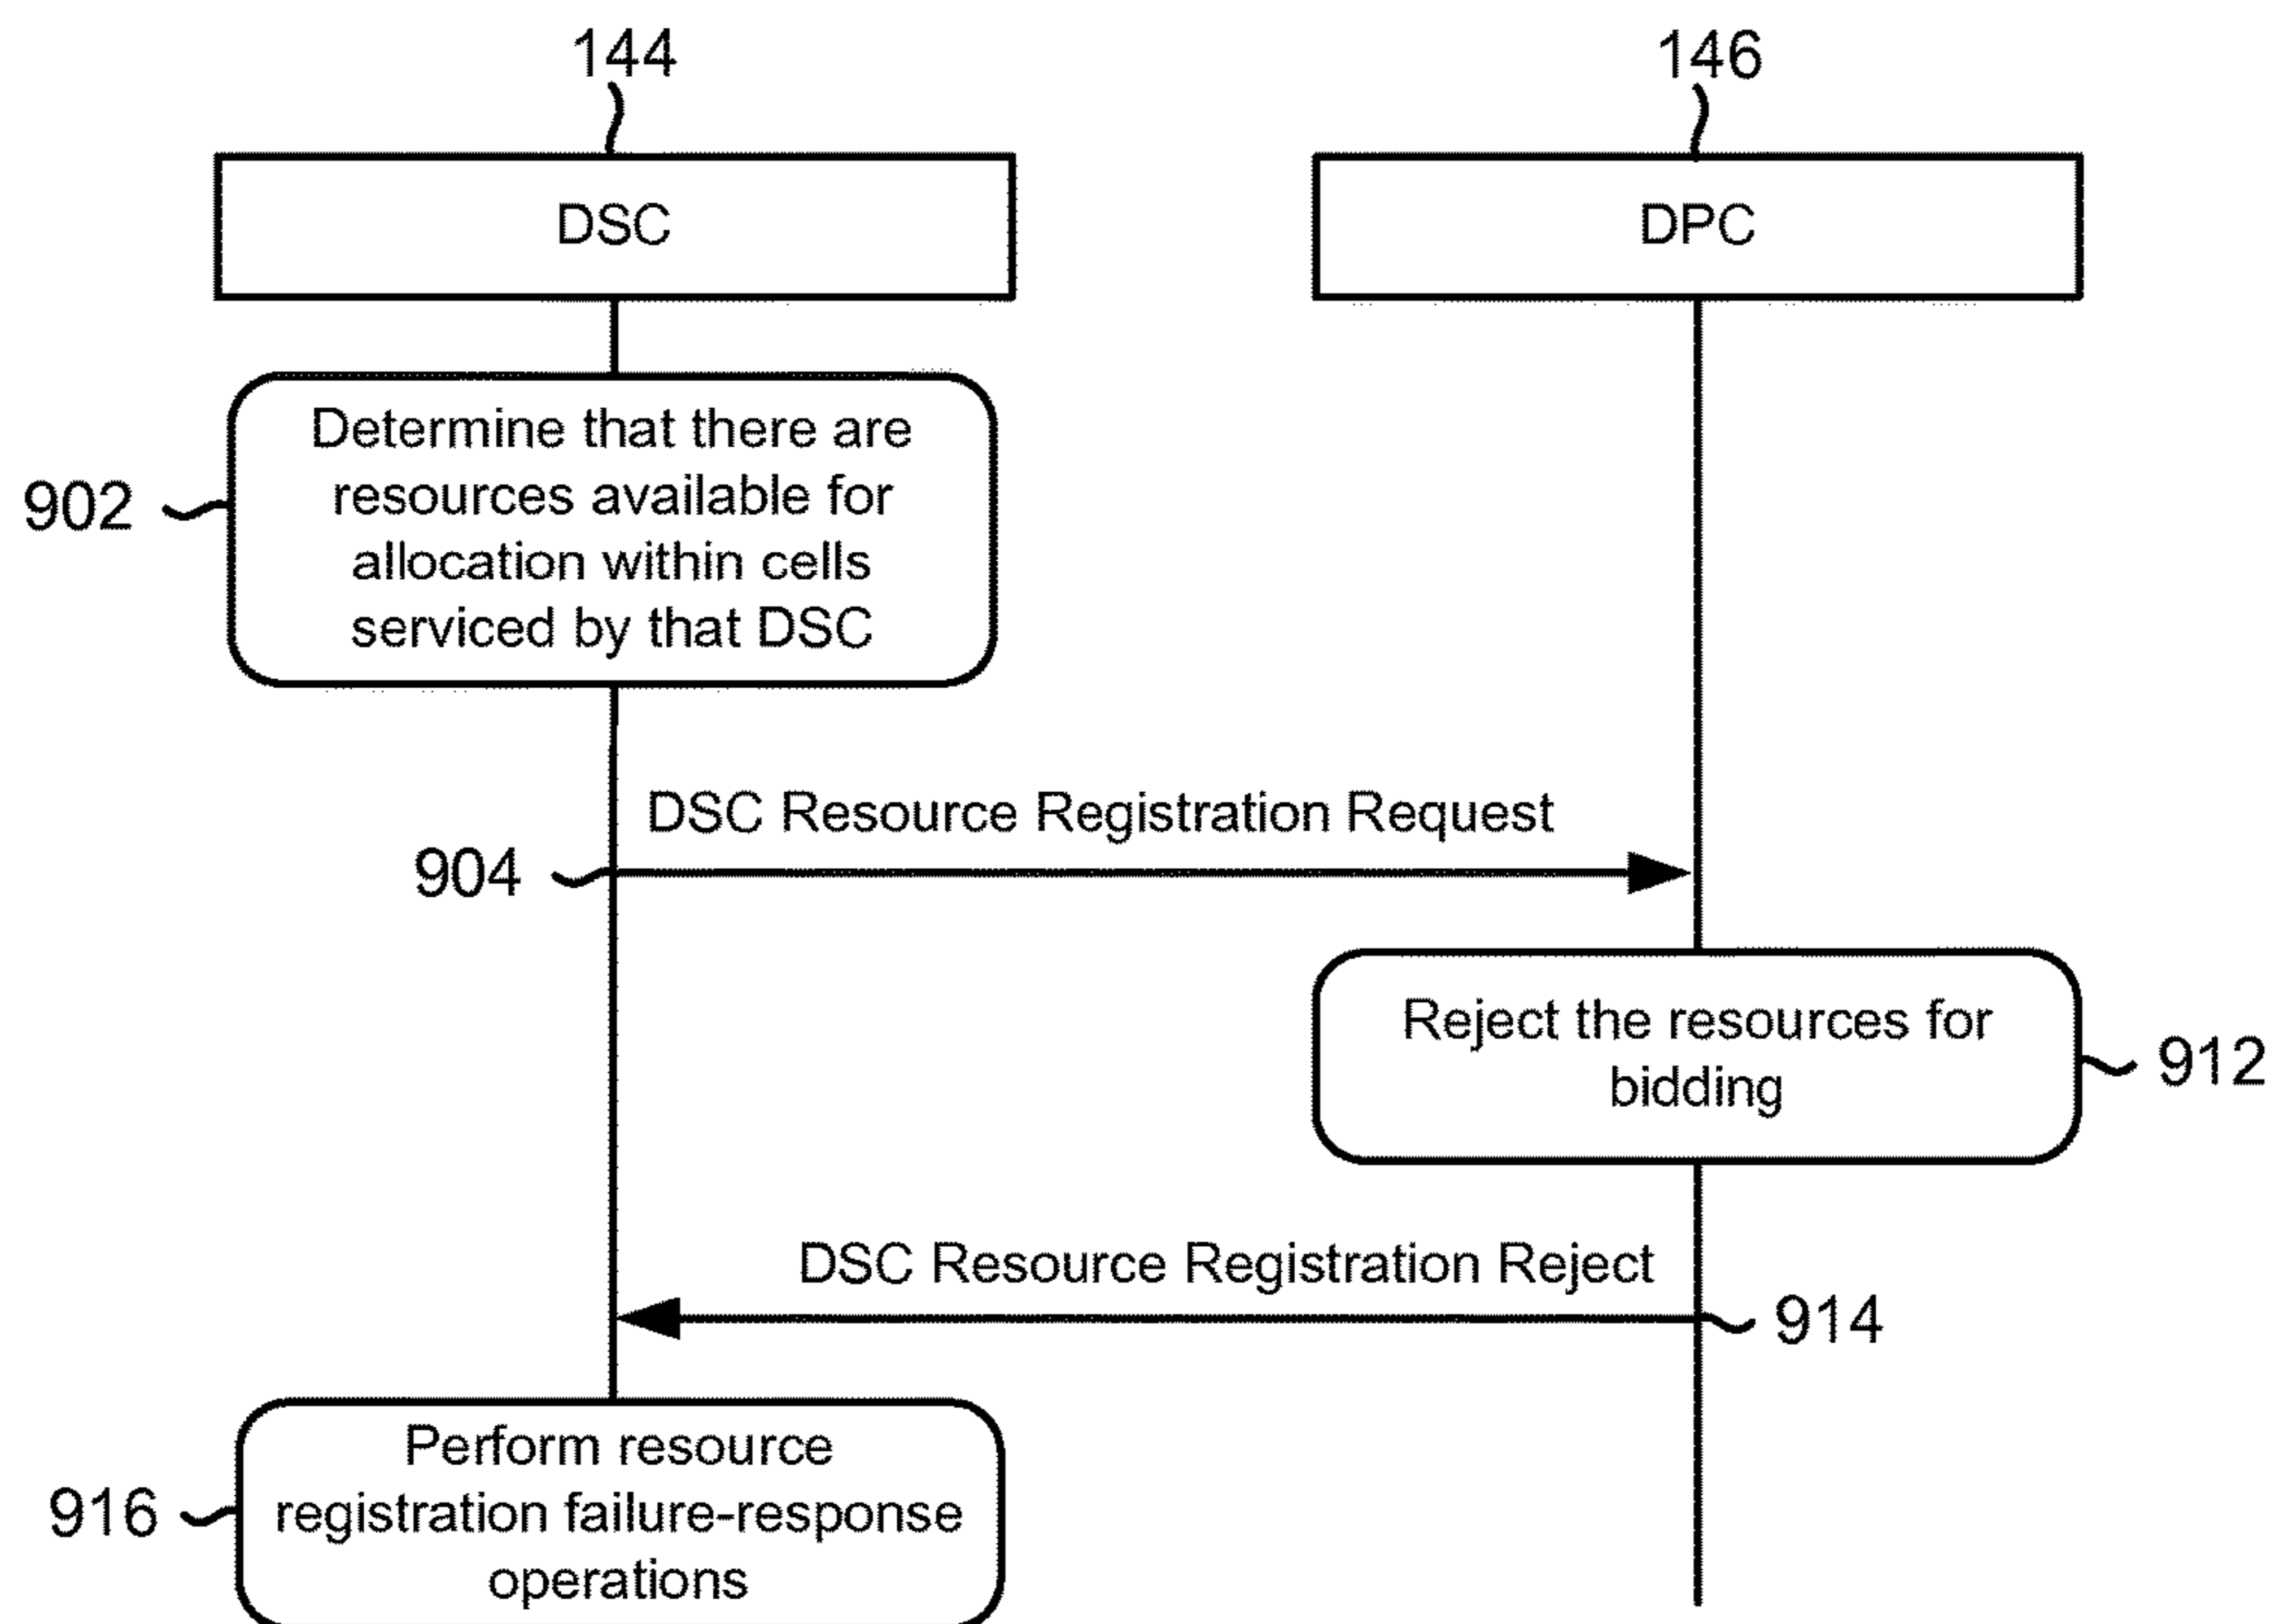 144
146
DSC
DPC
Determine that there are
resources available for
allocation within cells
serviced by that DSC
902
DSC Resource Registration Request
904
Reject the resources for
bidding
912
DSC Resource Registration Reject
914
Perform resource
registration failure-response
operations
916